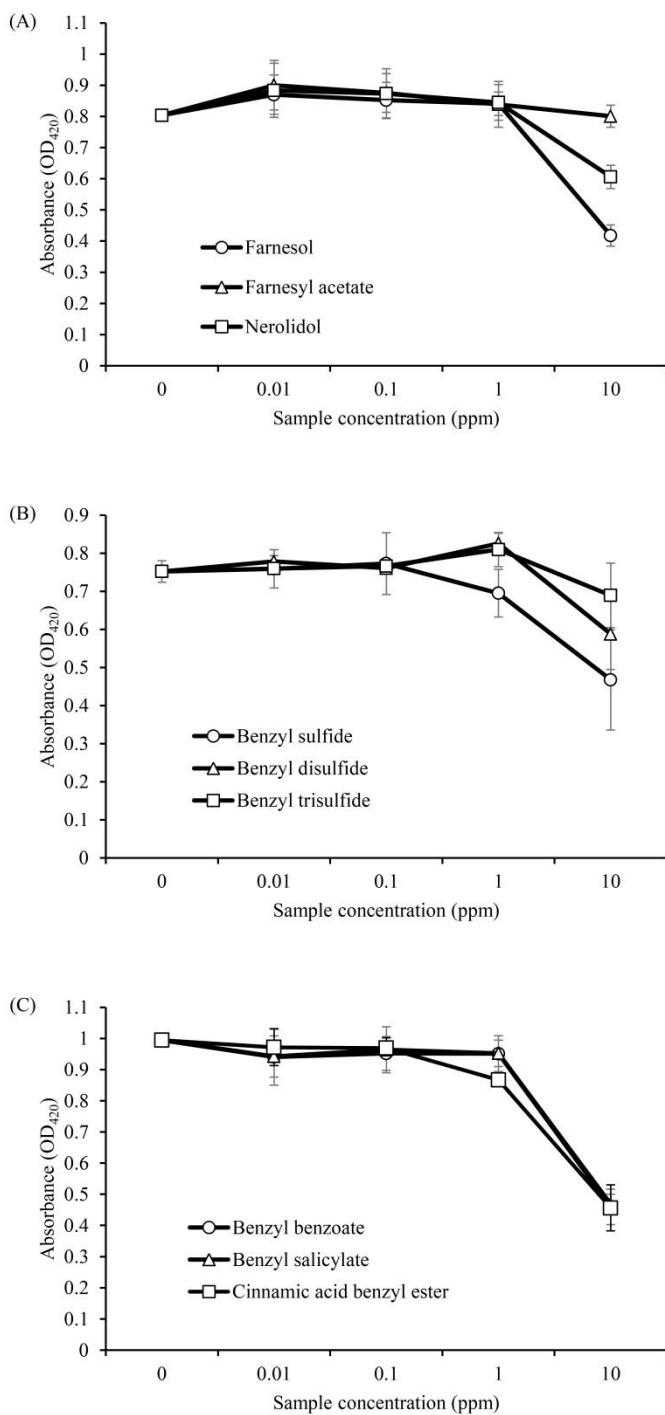 (A)
Absorbance (OD420)
1.1
1
0.9
0.8
0.7
0.6
0.5
0.4
0.3
0.2
0.1
0
Farnesol
Farnesyl acetate
Nerolidol
0 0.01 0.1 1 10
Sample concentration (ppm)
(B)
Absorbance (OD420)
0.9
0.8
0.7
0.6
0.5
0.4
0.3
0.2
0.1
0
Benzyl sulfide
Benzyl disulfide
Benzyl trisulfide
0 0.01 0.1 1 10
Sample concentration (ppm)
(C)
Absorbance (OD420)
1.1
1
0.9
0.8
0.7
0.6
0.5
0.4
0.3
0.2
0.1
0
Benzyl benzoate
Benzyl salicylate
Cinnamic acid benzyl ester
0 0.01 0.1 1 10
Sample concentration (ppm)